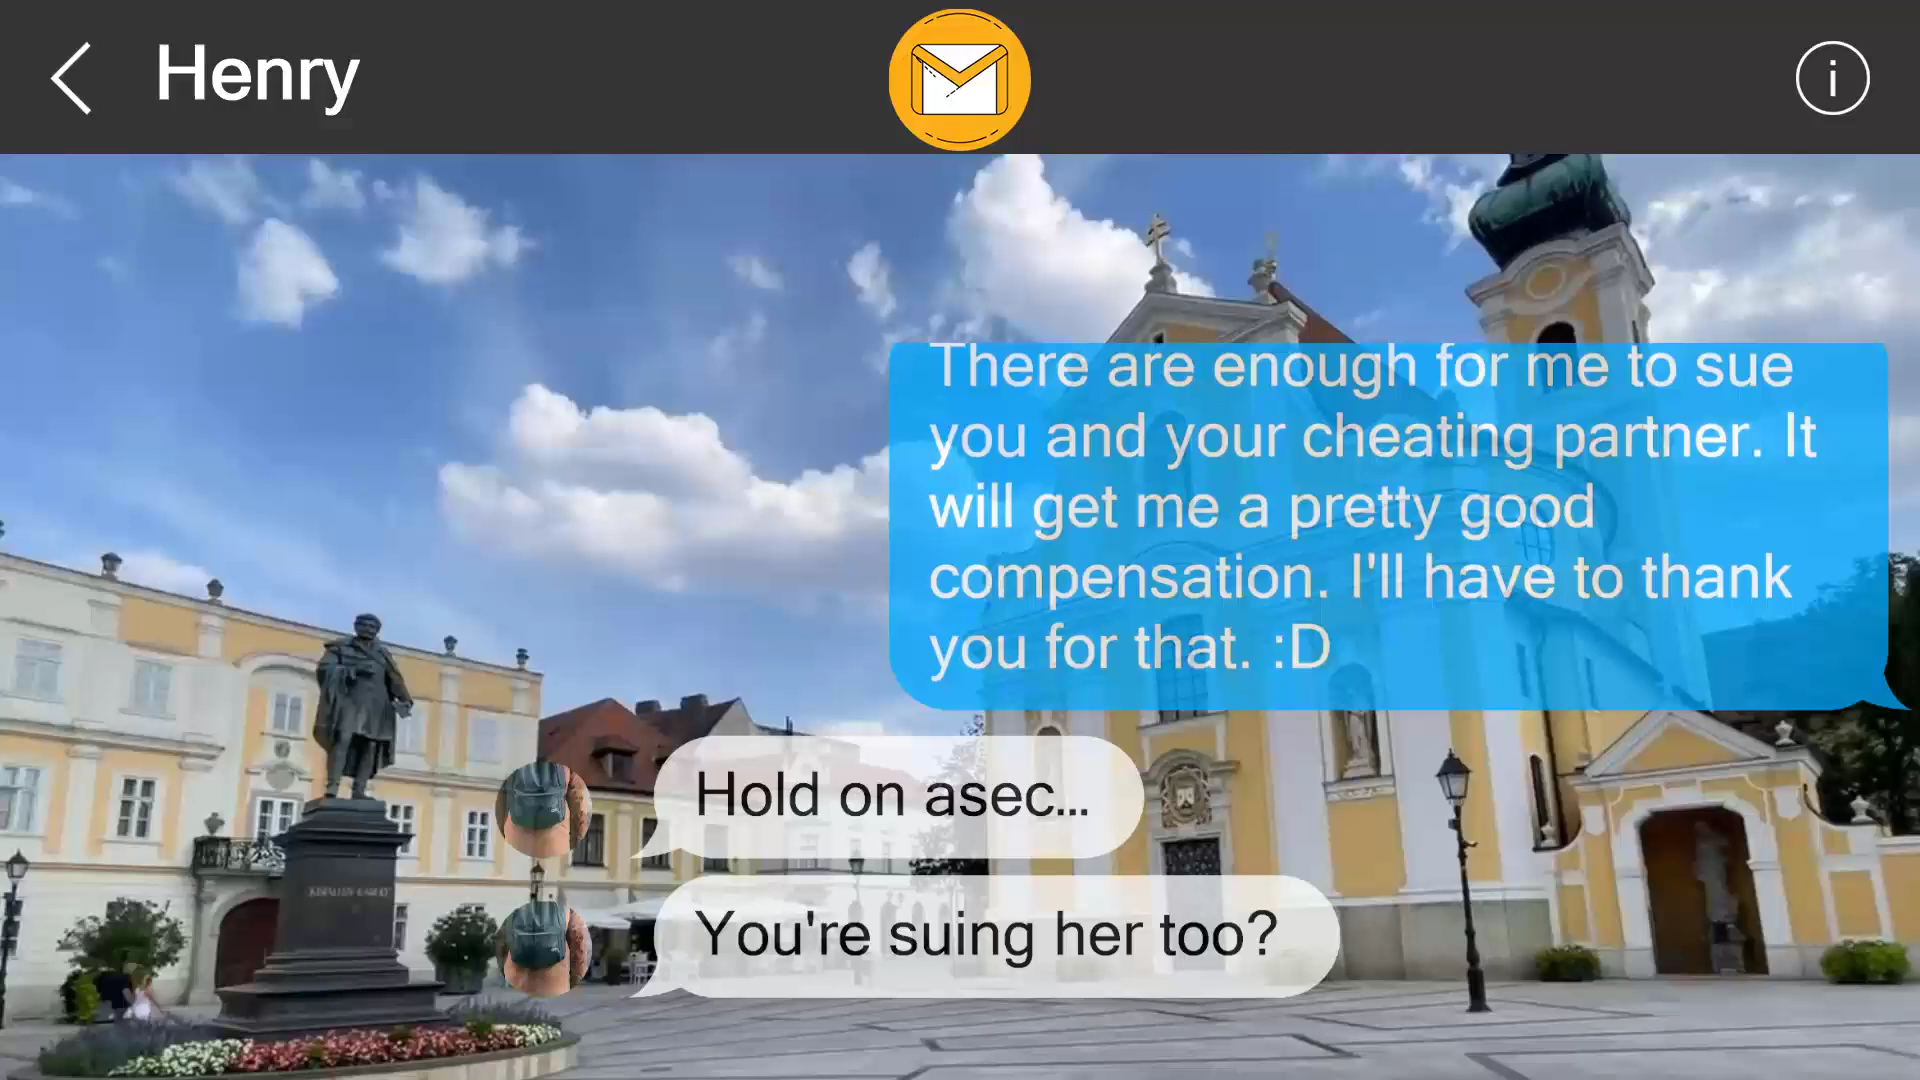 Henry
i
There are enough for me to sue
you and your cheating partner. It
will get me a pretty good
compensation. I'll have to thank
you for that. :D
Hold on asec...
You're suing her too?